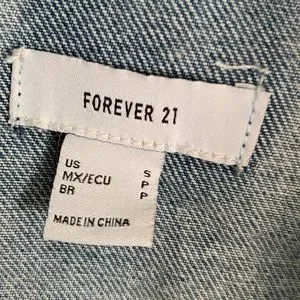 FOREVER 21
US S
MX/ECU P
BR P
MADE IN CHINA